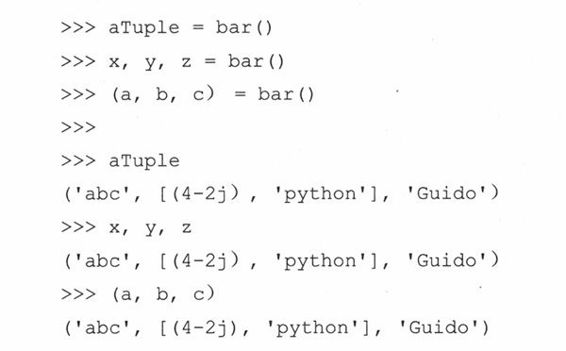 >>> aTuple = bar()
>>> x, y, z = bar()
>>> (a, b, c) = bar()
>>>
>>> aTuple
('abc', [(4-2j), 'python'], 'Guido')
>>> x, y, z
('abc', [(4-2j), 'python'], 'Guido')
>>> (a, b, c)
('abc', [(4-2j), 'python'], 'Guido')